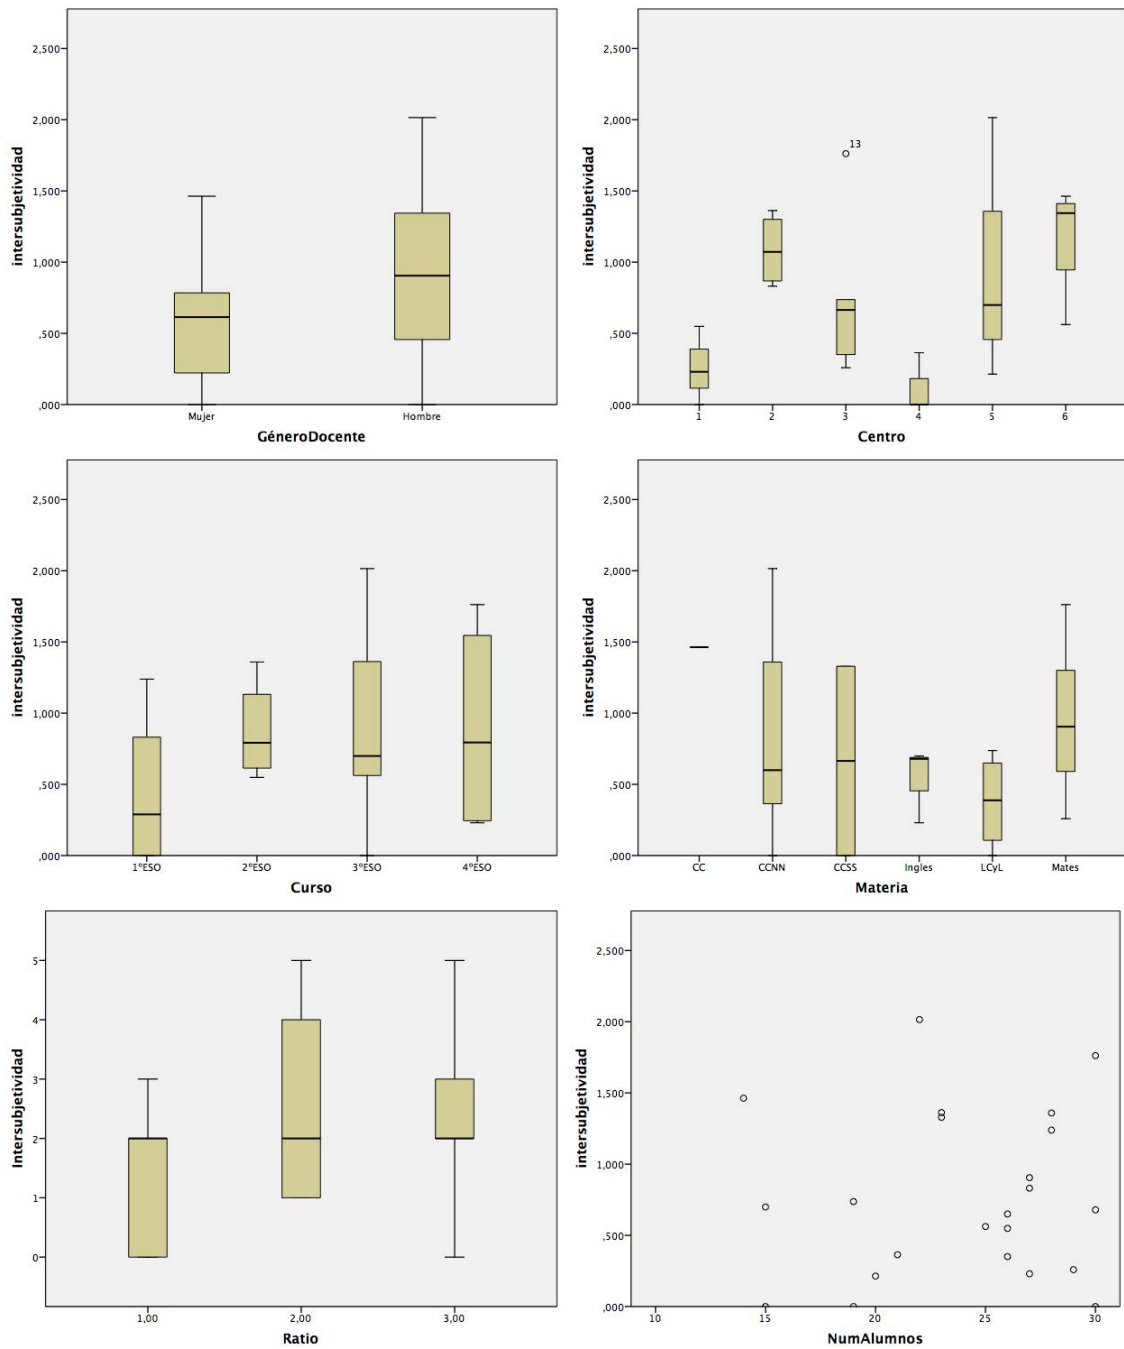 2,500
2,000
1,500
1,000
,500
,000
intersubjetividad
Mujer Hombre
GéneroDocente
2,500
2,000
1,500
1,000
,500
,000
intersubjetividad
13
1 2 3 4 5 6
Centro
2,500
2,000
1,500
1,000
,500
,000
intersubjetividad
1ºESO 2ºESO 3ºESO 4ºESO
Curso
2,500
2,000
1,500
1,000
,500
,000
intersubjetividad
CC CCNN CCSS Ingles LCyL Mates
Materia
5
4
3
2
1
0
Intersubjetividad
1,00 2,00 3,00
Ratio
2,500
2,000
1,500
1,000
,500
,000
intersubjetividad
10 15 20 25 30
NumAlumnos